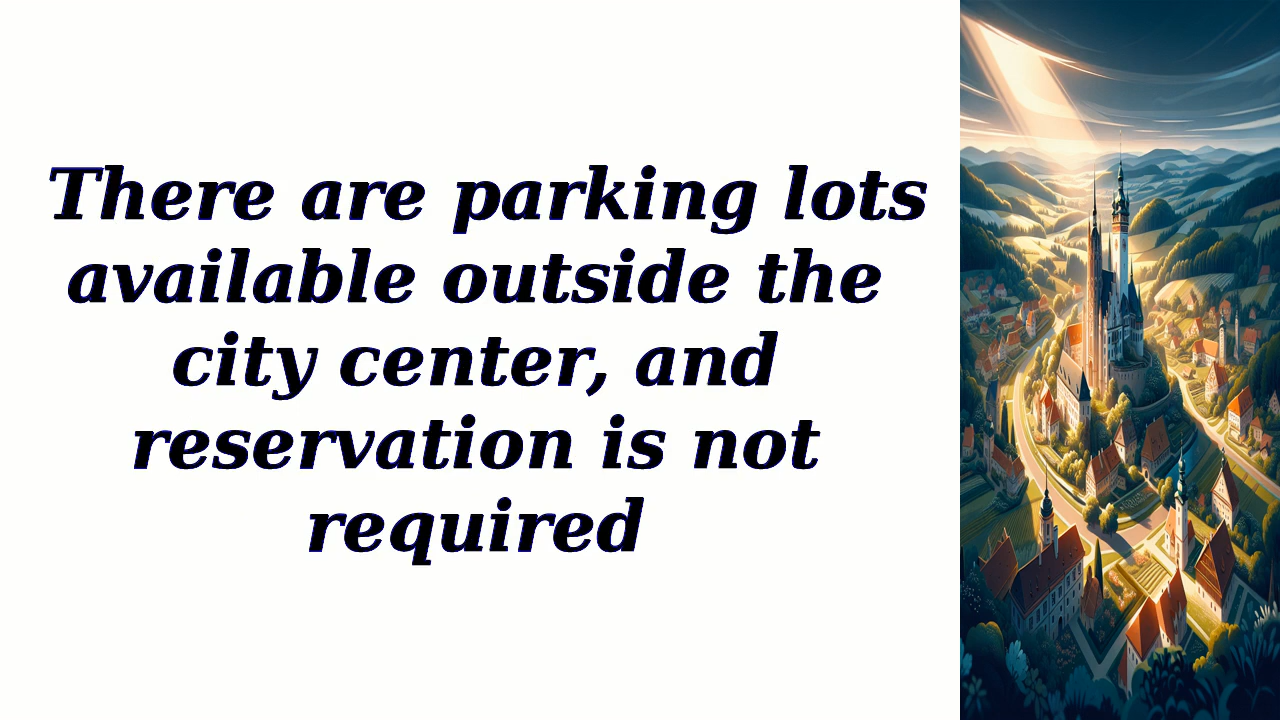 There are parking lots
available outside the
city center, and
reservation is not
required